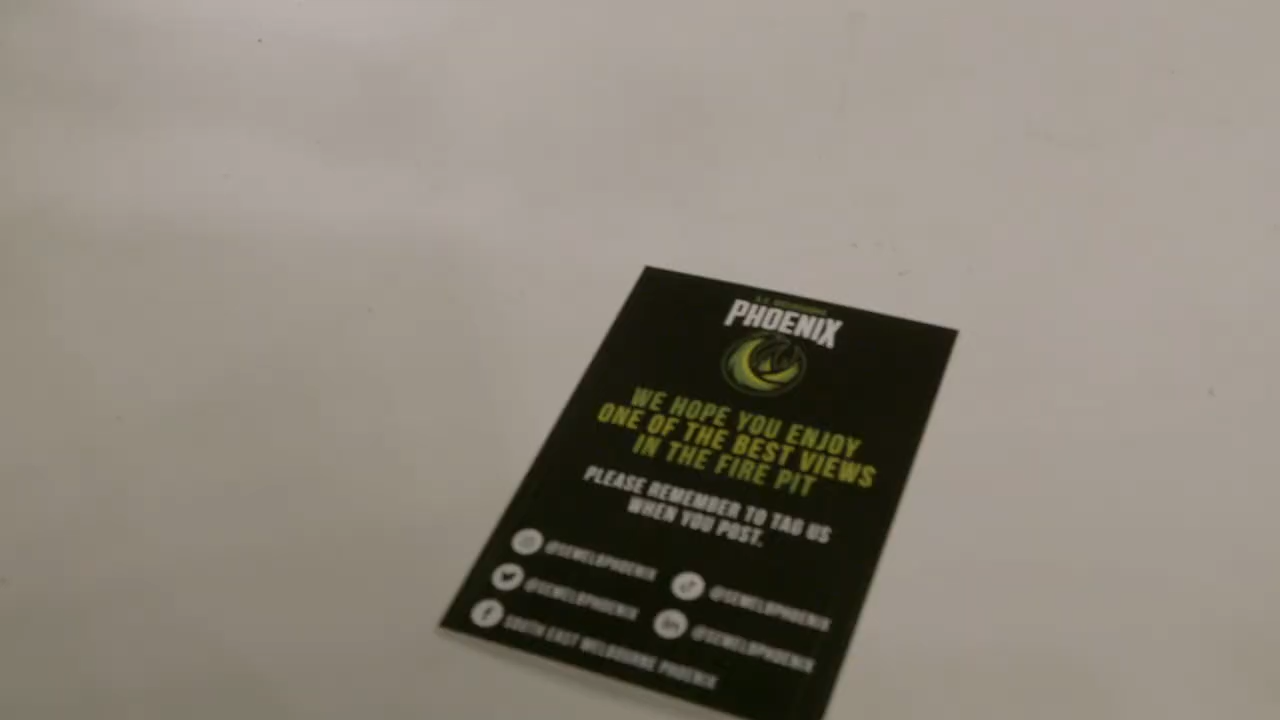 S.E. MELBOURNE
PHOENIX
WE HOPE YOU ENJOY
ONE OF THE BEST VIEWS
IN THE FIRE PIT
PLEASE REMEMBER TO TAG US
WHEN YOU POST.
@SEMELBPHOENIX
@SEMELBPHOENIX
@SEMELBPHOENIX
@SEMELBPHOENIX
SOUTH EAST MELBOURNE PHOENIX